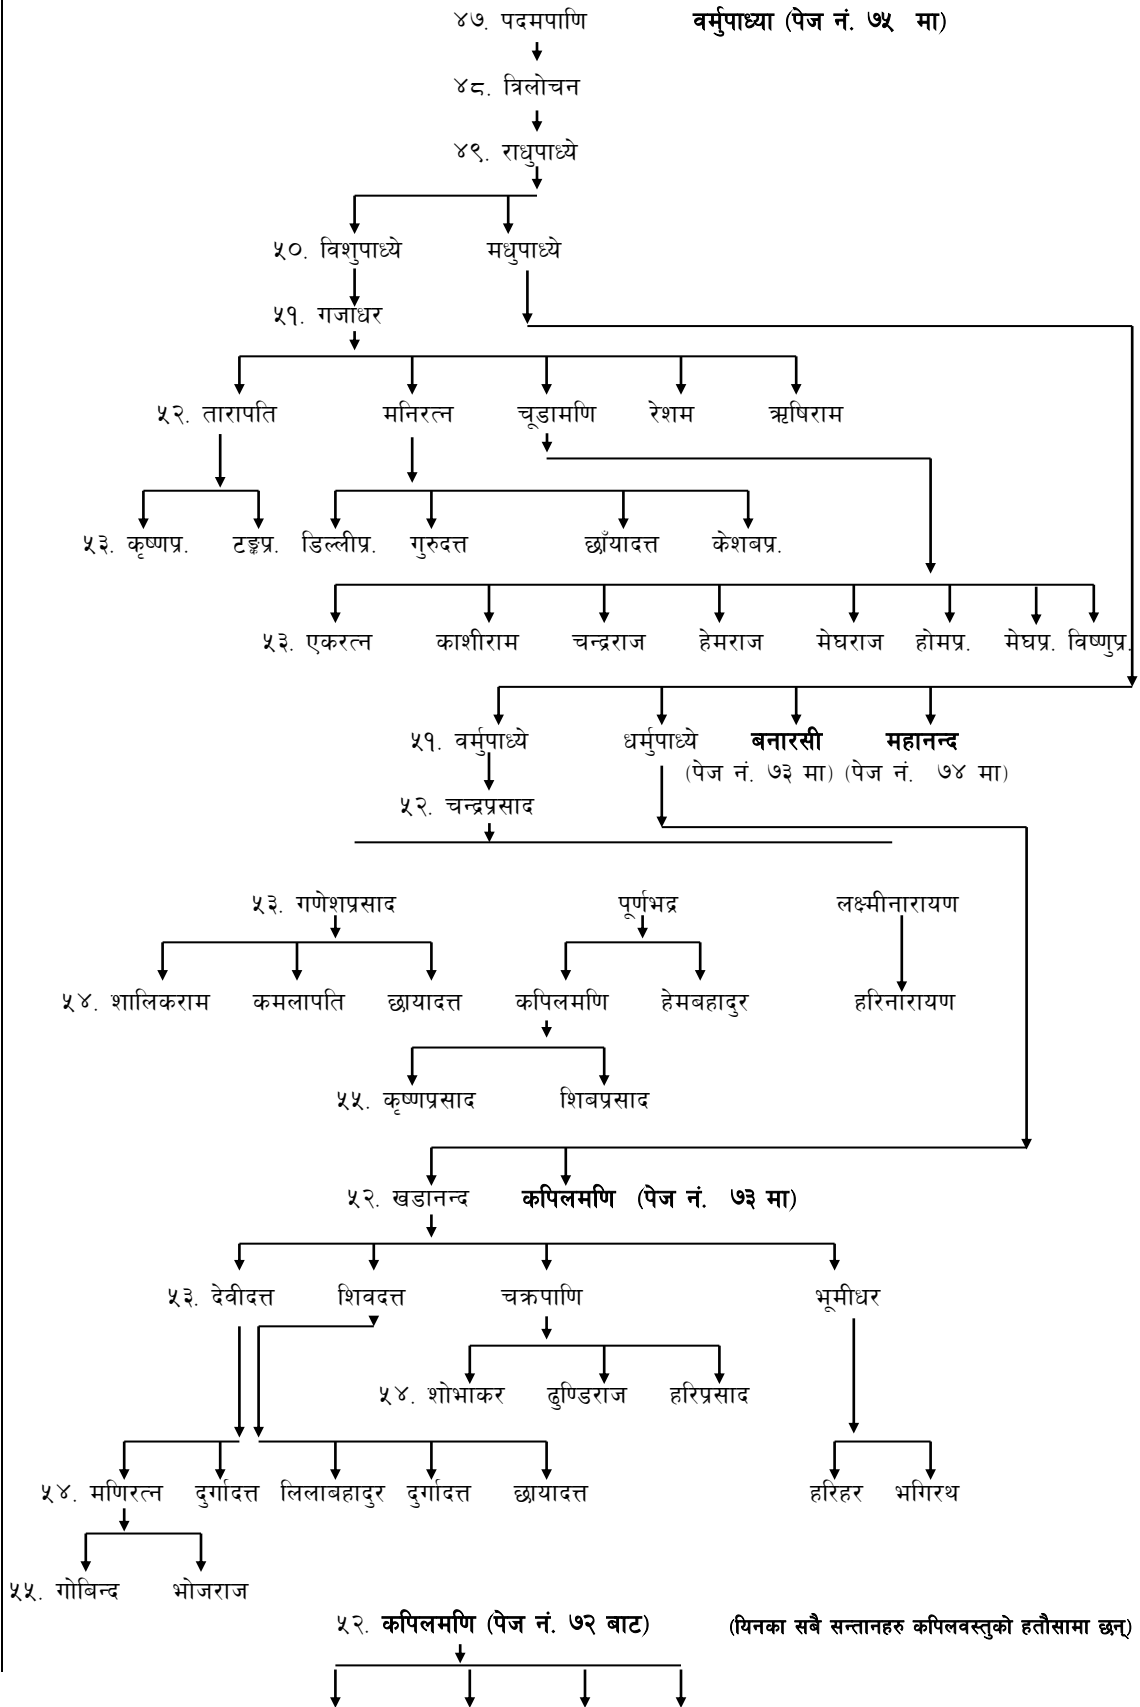 ४७. पदमपाणि वर्मुपाध्या (पेज नं. ७५ मा)
४८. त्रिलोचन
४९. राधुपाध्ये
५०. विशुपाध्ये मधुपाध्ये
५१. गजाधर
५२. तारापति मनिरत्न चूडामणि रेशम ऋषिराम
५३. कृष्णप्र. टङ्कप्र. डिल्लीप्र. गुरुदत्त छाँयादत्त केशबप्र.
५३. एकरत्न काशीराम चन्द्रराज हेमराज मेघराज होमप्र. मेघप्र. विष्णुप्र.
५१. वर्मुपाध्ये धर्मुपाध्ये बनारसी महानन्द
(पेज नं. ७३ मा) (पेज नं. ७४ मा)
५२. चन्द्रप्रसाद
५३. गणेशप्रसाद पूर्णभद्र लक्ष्मीनारायण
५४. शालिकराम कमलापति छायादत्त कपिलमणि हेमबहादुर हरिनारायण
५५. कृष्णप्रसाद शिबप्रसाद
५२. खडानन्द कपिलमणि (पेज नं. ७३ मा)
५३. देवीदत्त शिवदत्त चक्रपाणि भूमीधर
५४. शोभाकर ढुण्डिराज हरिप्रसाद
५४. मणिरत्न दुर्गादत्त लिलाबहादुर दुर्गादत्त छायादत्त हरिहर भगिरथ
५५. गोबिन्द भोजराज
५२. कपिलमणि (पेज नं. ७२ बाट) (यिनका सबै सन्तानहरु कपिलवस्तुको हतौसामा छन्)